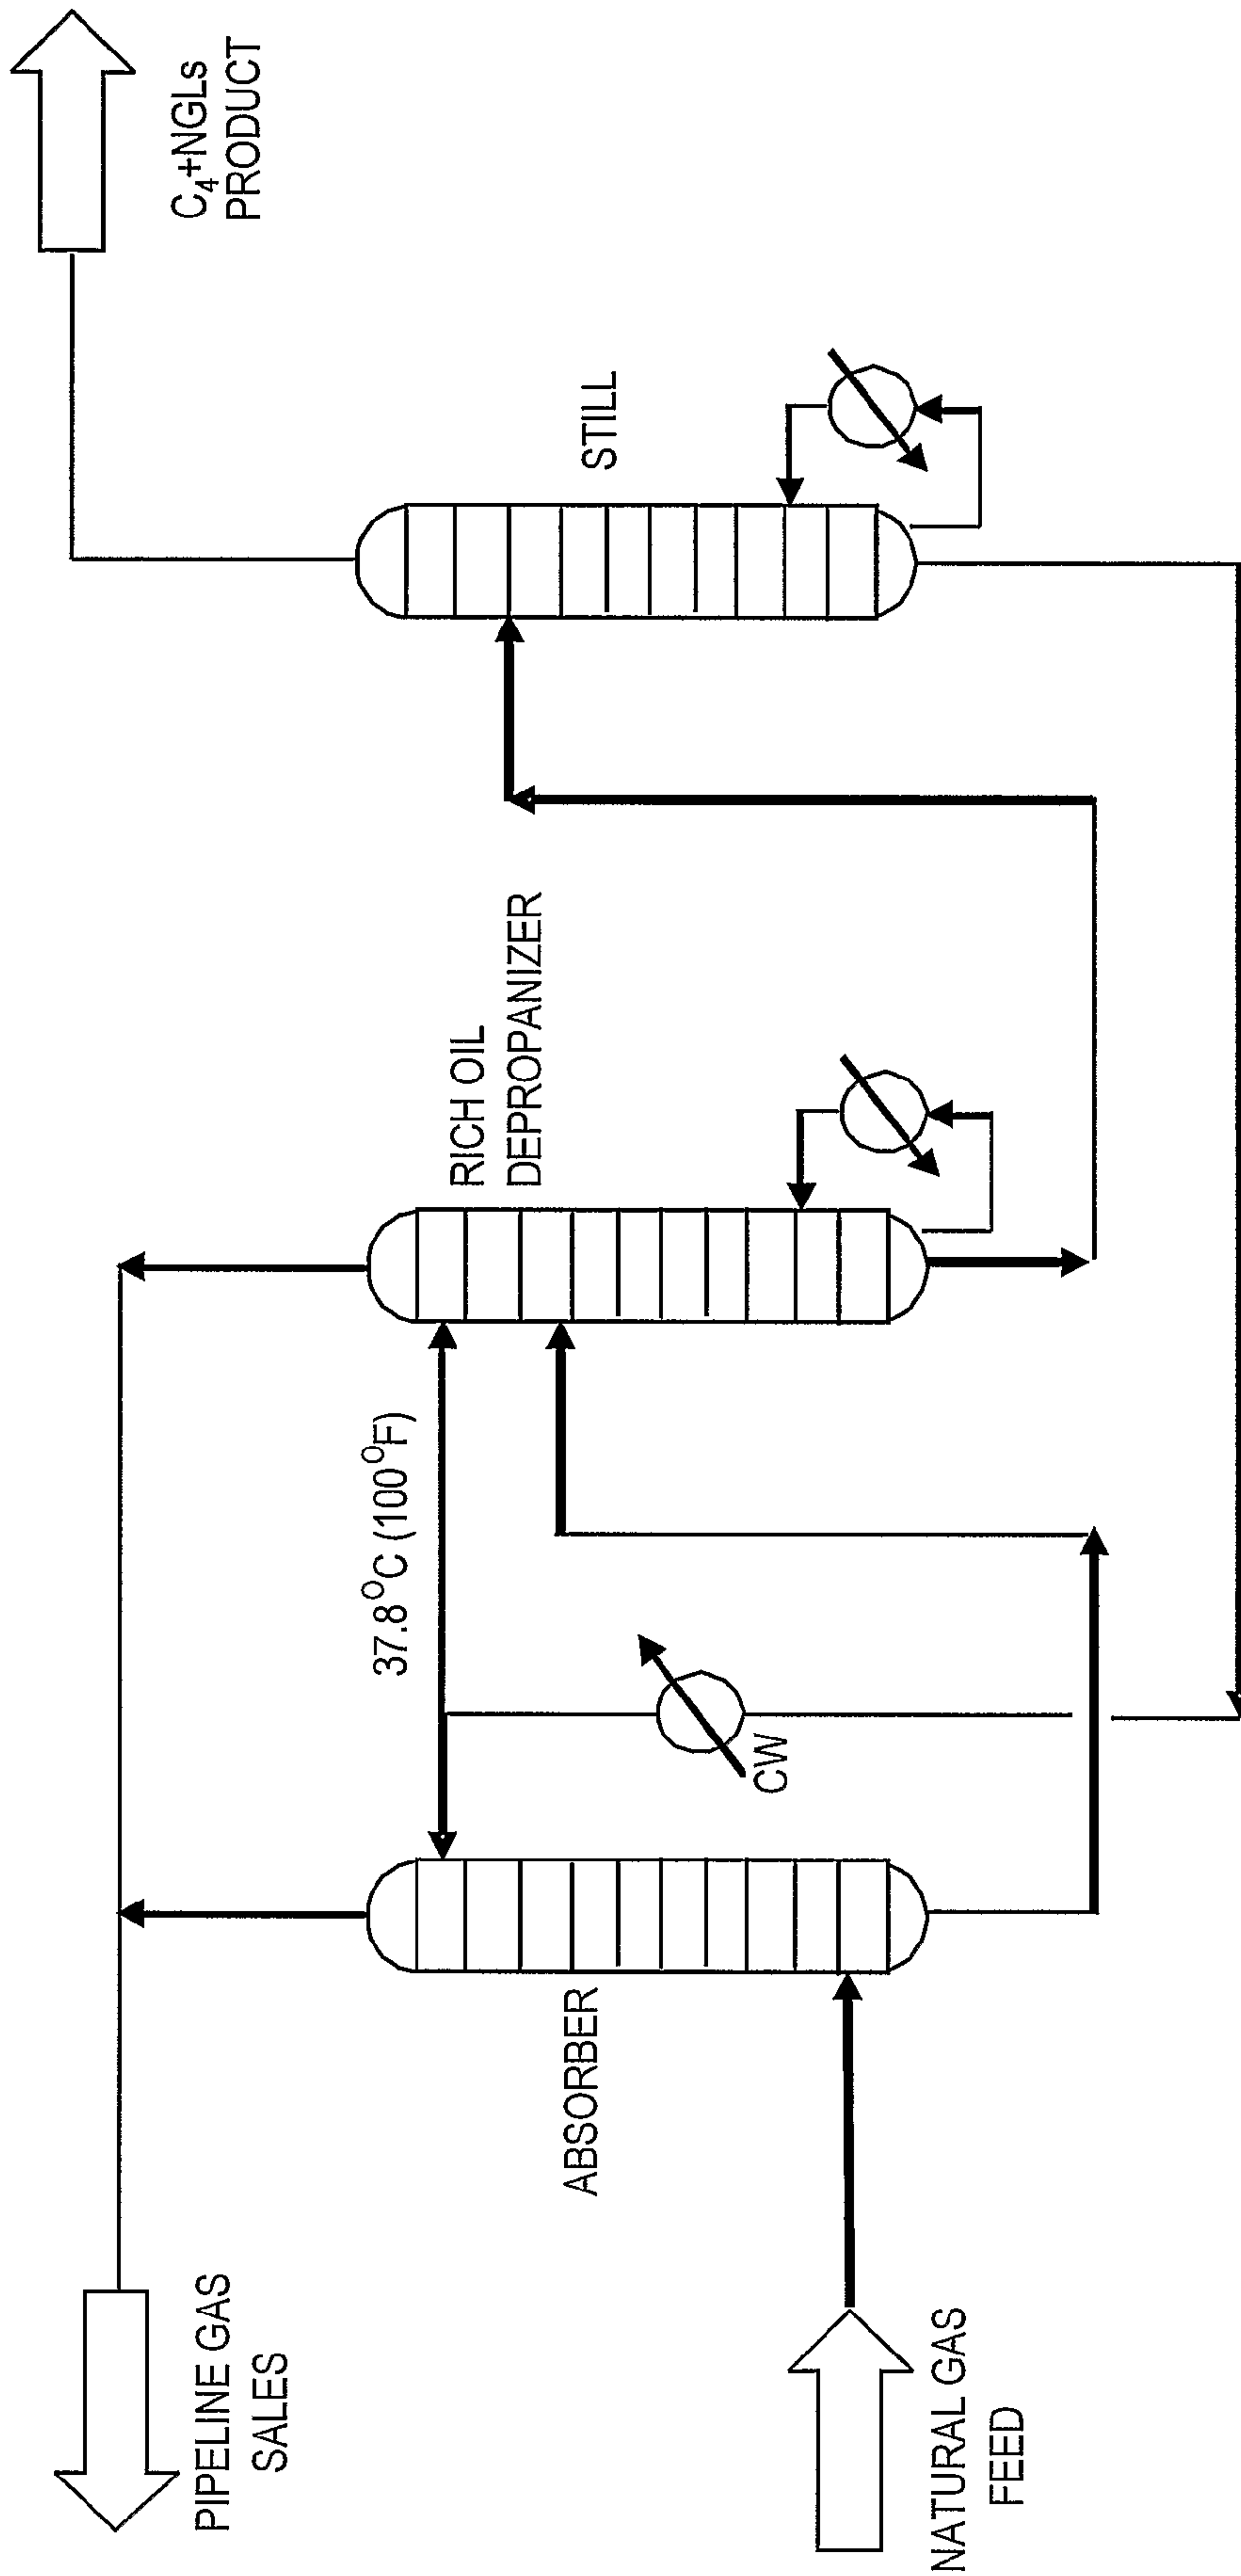 C₄+NGLs
PRODUCT
STILL
RICH OIL
DEPROPANIZER
37.8°C (100°F)
CW
ABSORBER
PIPELINE GAS
SALES
NATURAL GAS
FEED